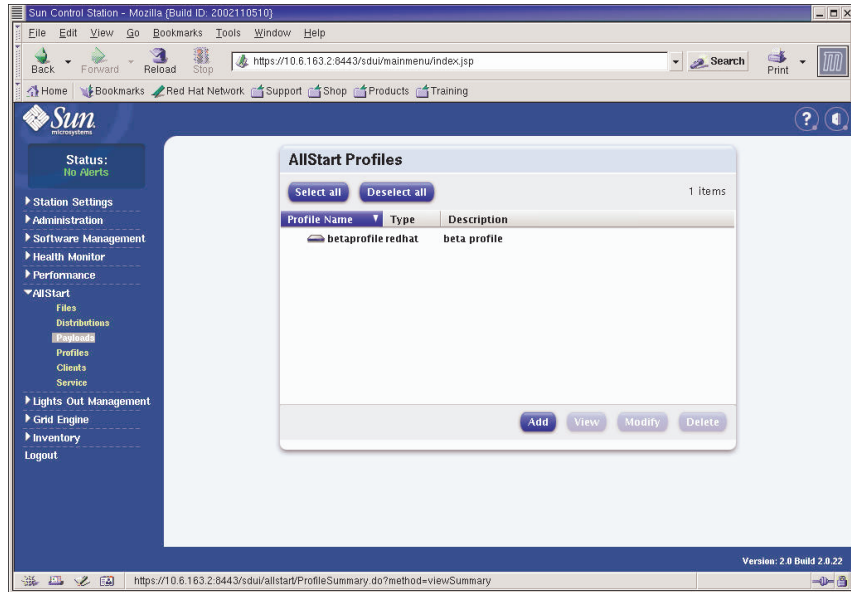 Sun Control Station - Mozilla {Build ID: 2002110510}
File Edit View Go Bookmarks Tools Window Help
Back Forward Reload Stop https://10.6.163.2:8443/sdui/mainmenu/index.jsp Search Print
Home Bookmarks Red Hat Network Support Shop Products Training
Sun
microsystems
Status:
No Alerts
Station Settings
Administration
Software Management
Health Monitor
Performance
AllStart
Files
Distributions
Payloads
Profiles
Clients
Service
Lights Out Management
Grid Engine
Inventory
Logout
AllStart Profiles
Select all Deselect all 1 items
Profile Name Type Description
betaprofile redhat beta profile
Add View Modify Delete
Version: 2.0 Build 2.0.22
https://10.6.163.2:8443/sdui/allstart/ProfileSummary.do?method=viewSummary